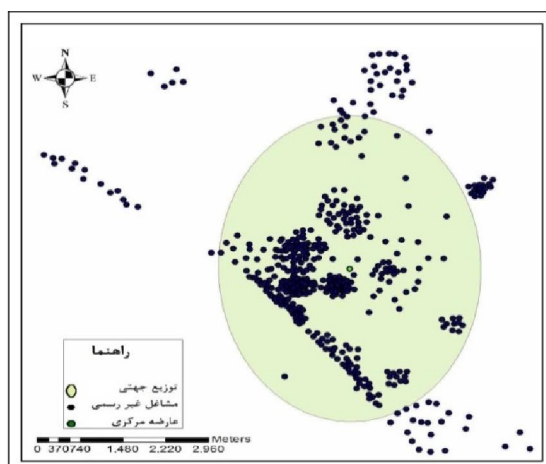 N
W E
S
راهنما
توزیع جهتی
مشاغل غیر رسمی
عارضه مرکزی
Meters
0 370740 1,480 2,220 2,960